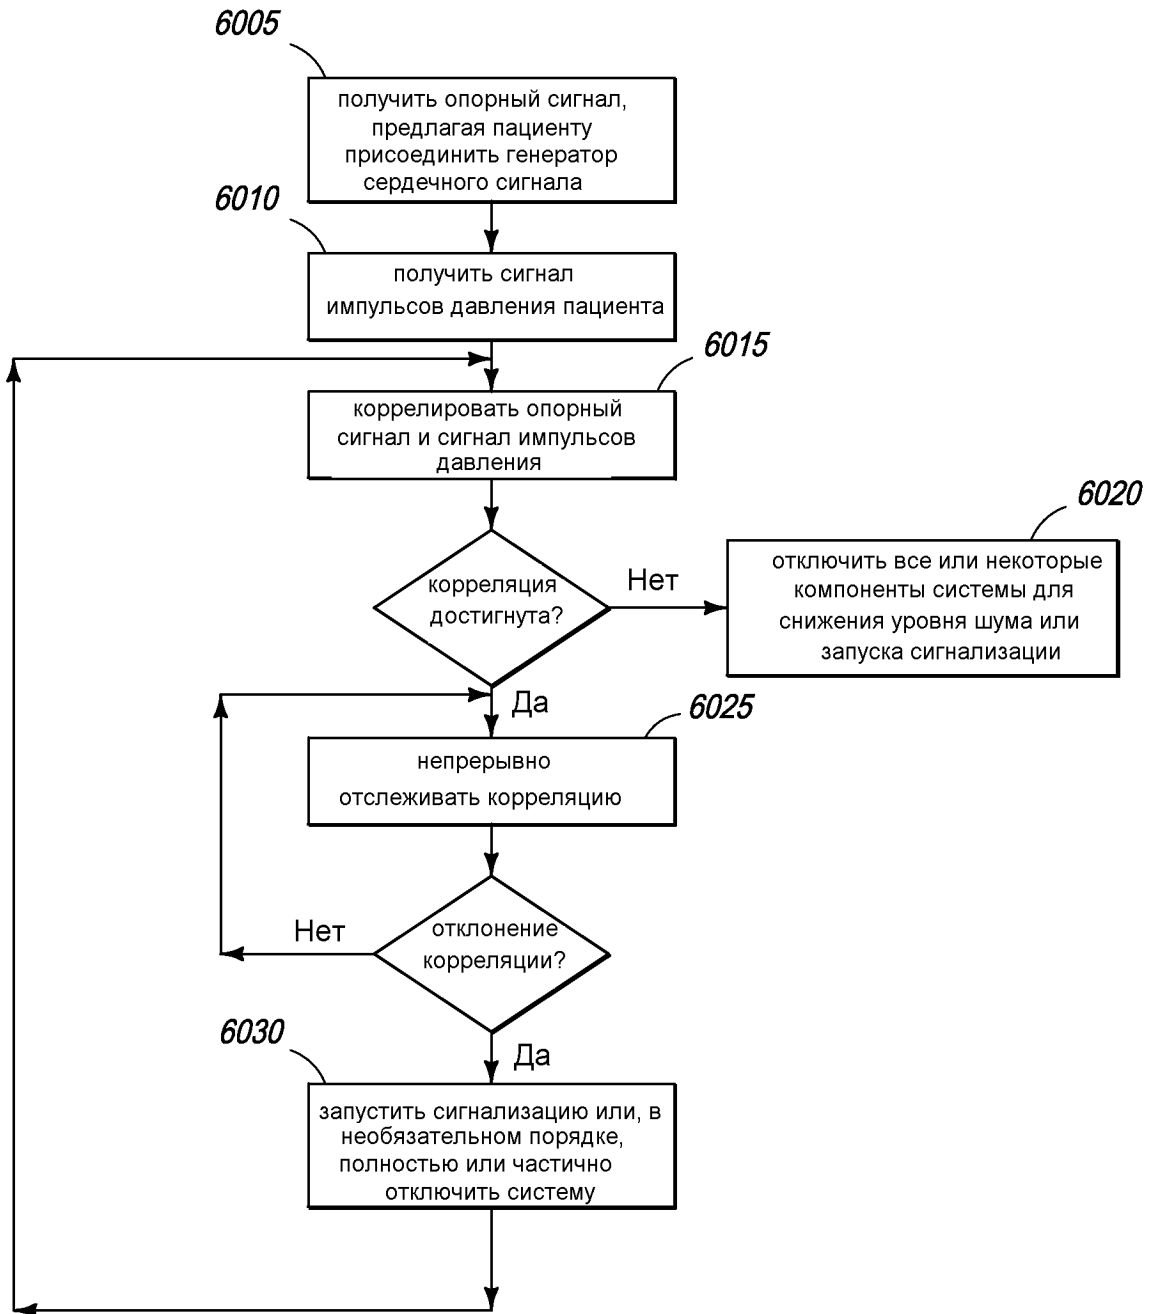 6005
получить опорный сигнал,
предлагая пациенту
присоединить генератор
сердечного сигнала
6010
получить сигнал
импульсов давления пациента
6015
коррелировать опорный
сигнал и сигнал импульсов
давления
6020
отключить все или некоторые
компоненты системы для
снижения уровня шума или
запуска сигнализации
корреляция
достигнута?
Нет
Да
6025
непрерывно
отслеживать корреляцию
отклонение
корреляции?
Нет
Да
6030
запустить сигнализацию или, в
необязательном порядке,
полностью или частично
отключить систему